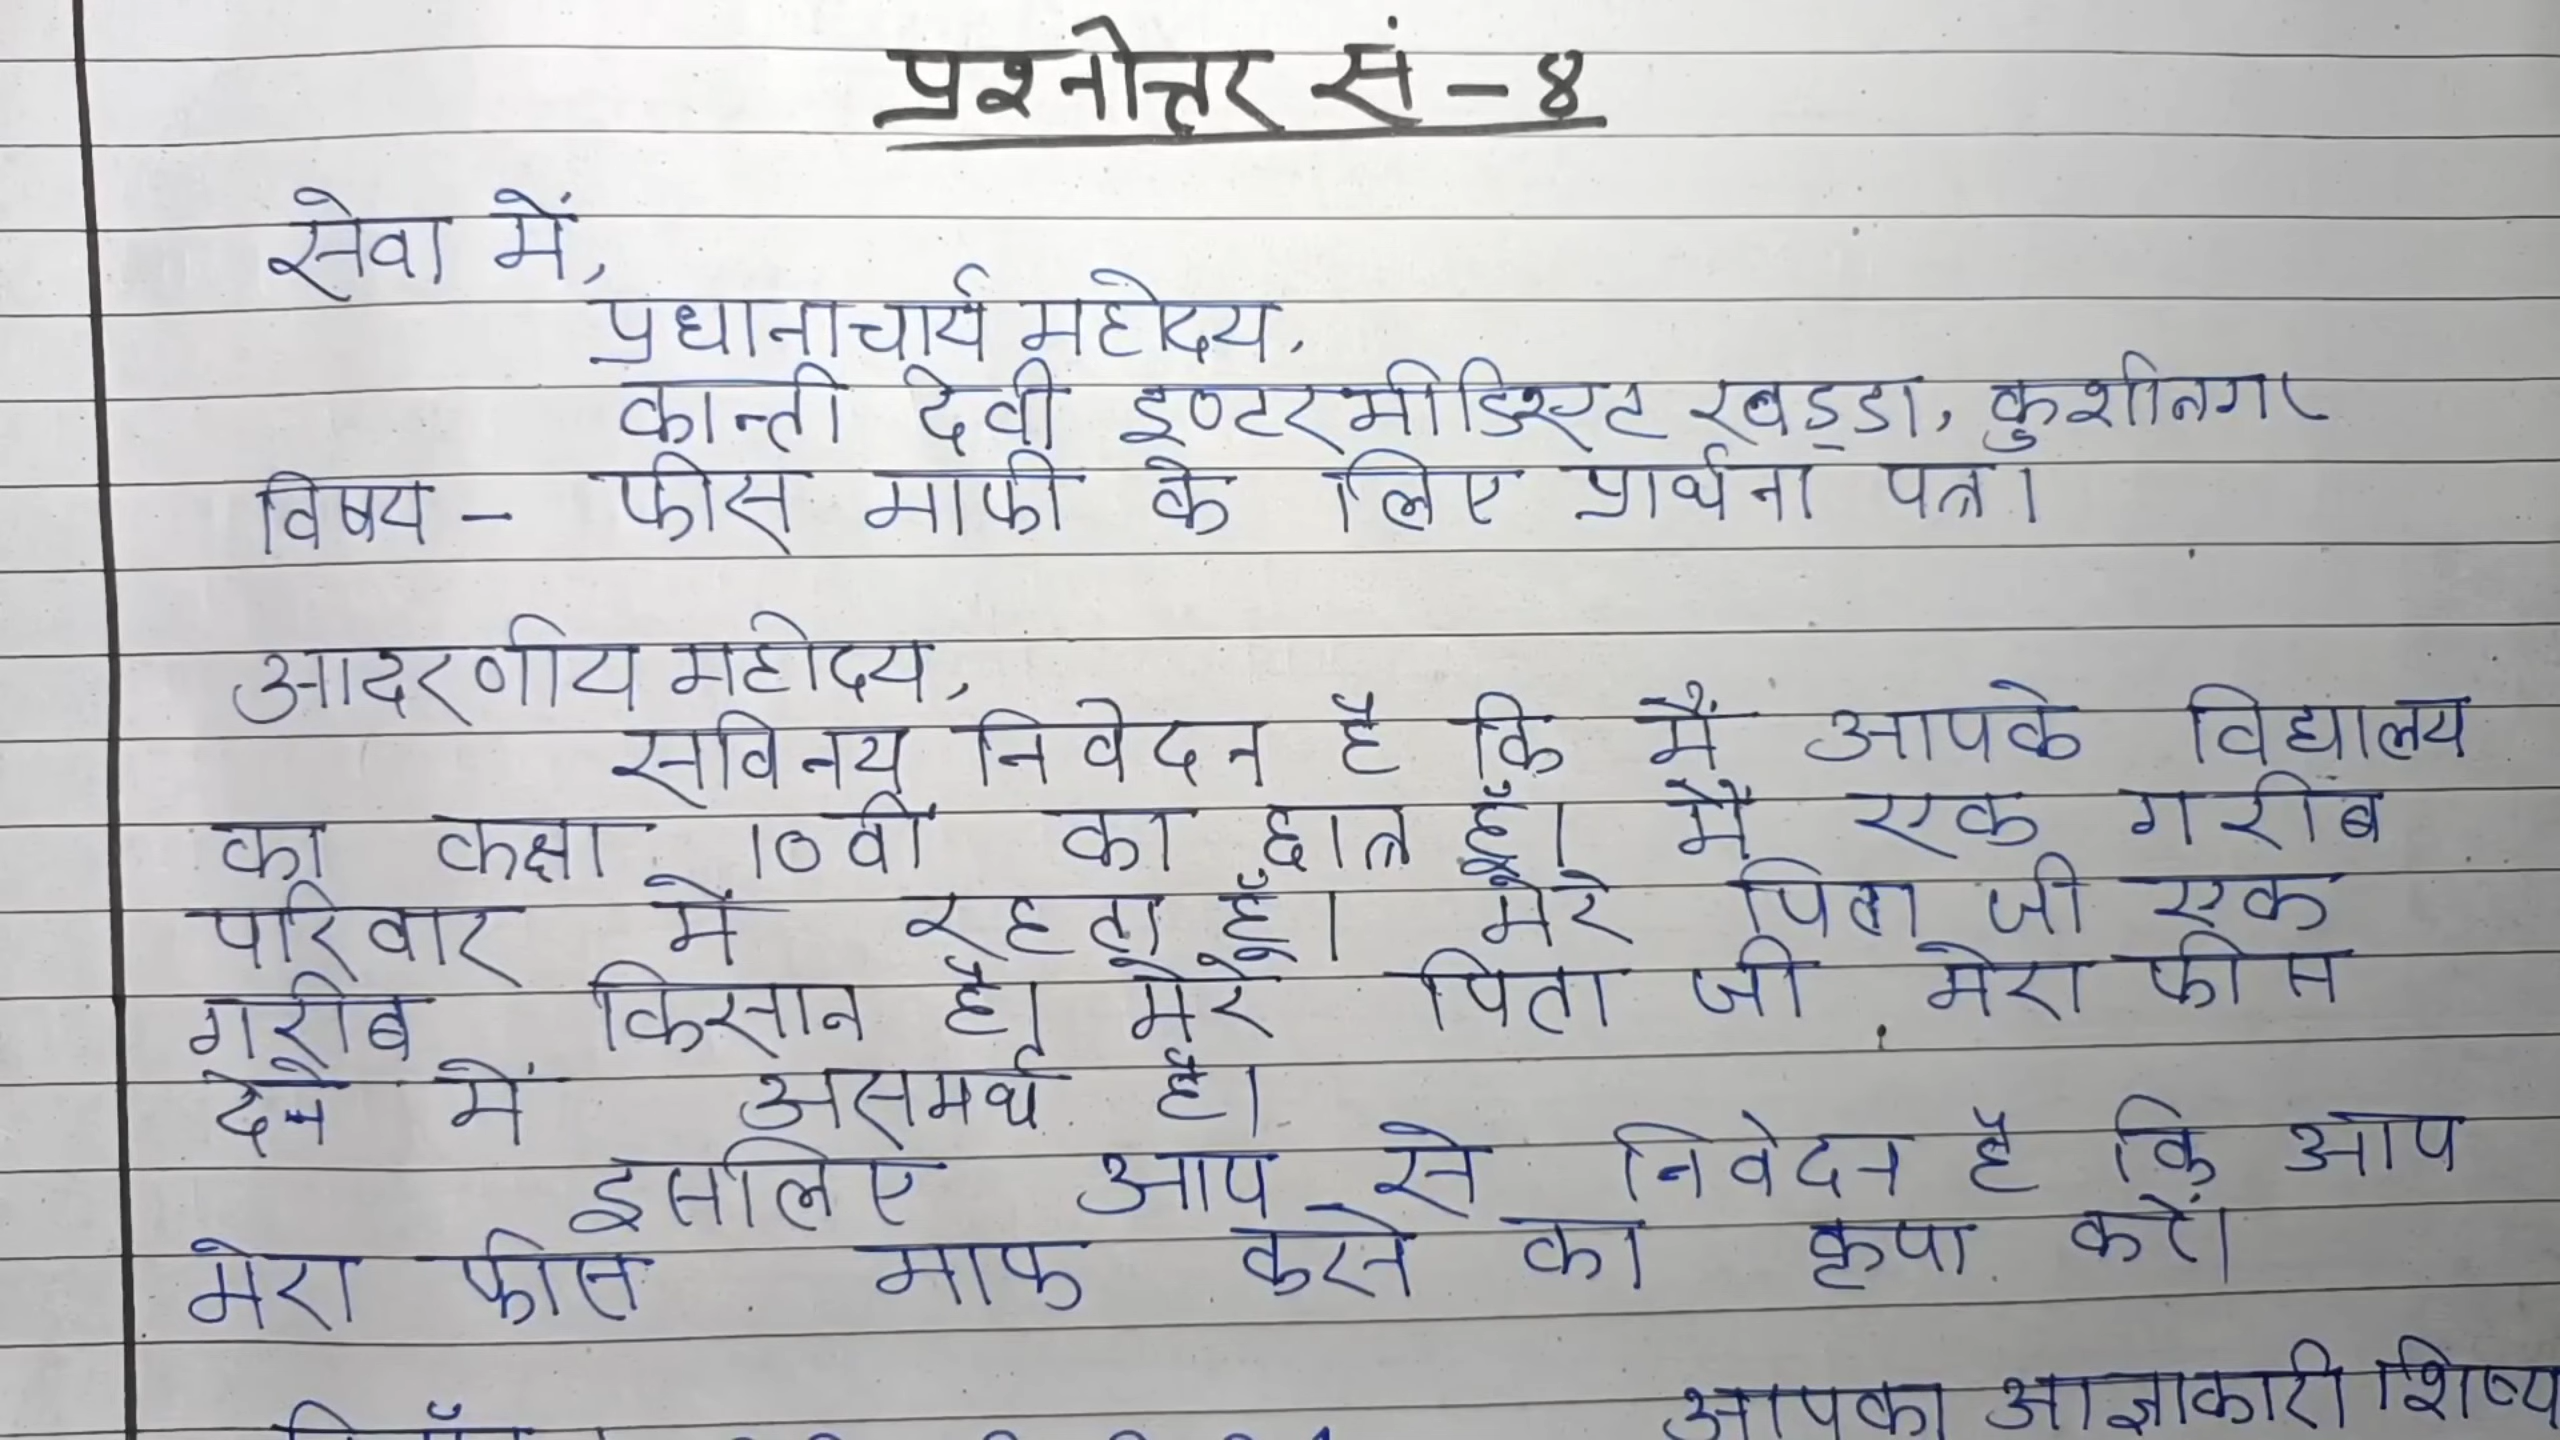 प्रश्नोत्तर सं - 8
सेवा में,
प्रधानाचार्य महोदय,
कान्ती देवी इण्टरमीडिएट खड्डा, कुशीनगर
विषय - फीस माफी के लिए प्रार्थना पत्र।
आदरणीय महोदय,
सविनय निवेदन है कि मैं आपके विद्यालय
का कक्षा 10वीं का छात्र हूँ। मैं एक गरीब
परिवार में रहता हूँ। मेरे पिता जी एक
गरीब किसान है। मेरे पिता जी मेरा फीस
देने में असमर्थ है।
इसलिए आप से निवेदन है कि आप
मेरा फीस माफ करने का कृपा करें।
आपका आज्ञाकारी शिष्य